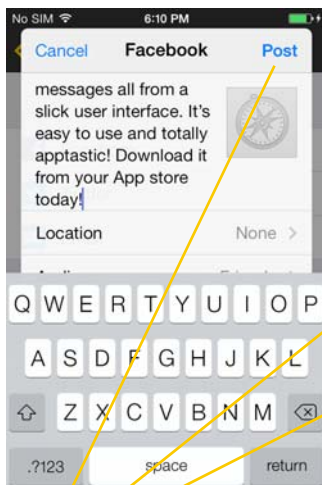 No SIM 6:10 PM
Cancel Facebook Post
messages all from a
slick user interface. It's
easy to use and totally
apptastic! Download it
from your App store
today!
Location None >
Q W E R T Y U I O P
A S D F G H J K L
Z X C V B N M
.?123 space return